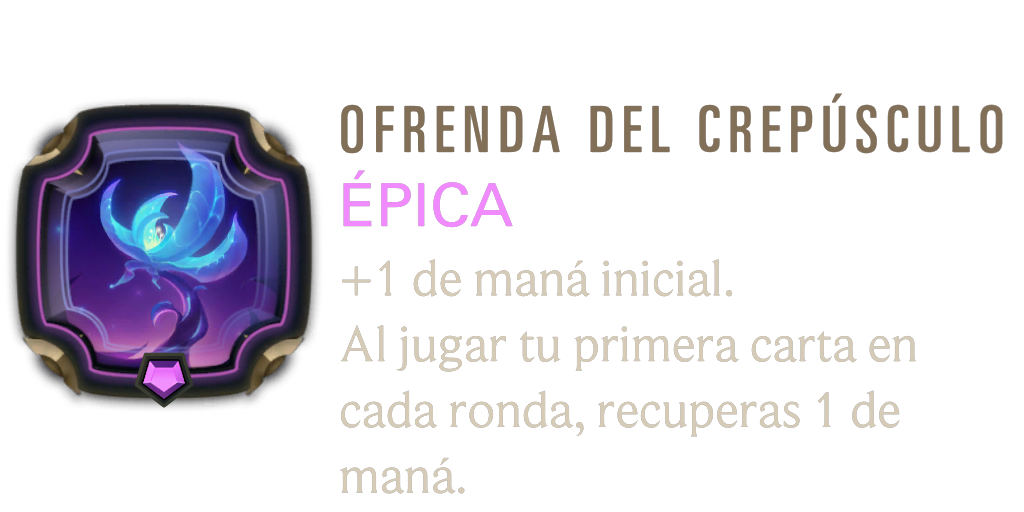 OFRENDA DEL CREPÚSCULO
ÉPICA
+1 de maná inicial.
Al jugar tu primera carta en
cada ronda, recuperas 1 de
maná.